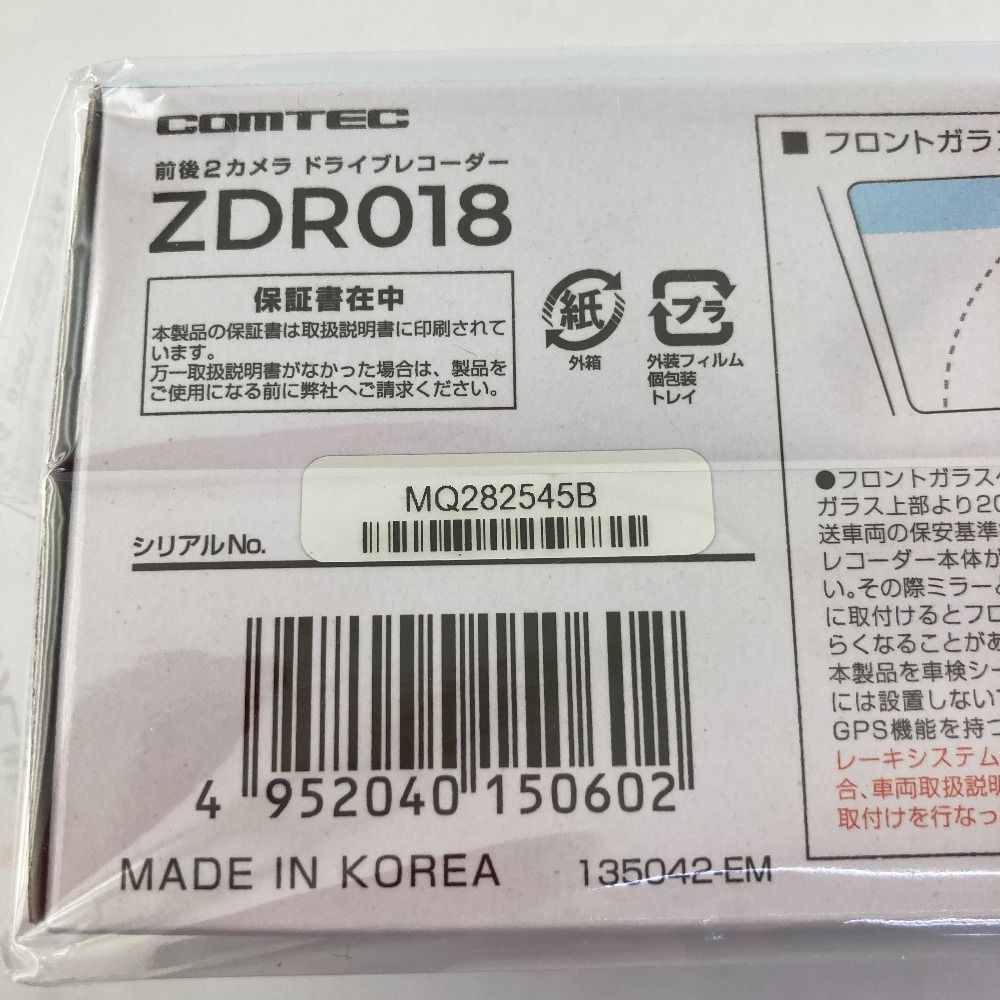 COMTEC
前後2カメラ ドライブレコーダー
ZDR018
保証書在中
本製品の保証書は取扱説明書に印刷されて
います。
万一取扱説明書がなかった場合は、製品を
ご使用になる前に弊社へご請求ください。
紙
外箱
プラ
外装フィルム
個包装
トレイ
シリアルNo.
MQ282545B
4 952040 150602
MADE IN KOREA 135042-EM
■ フロントガラス
●フロントガラス
ガラス上部より20
送車両の保安基準
レコーダー本体が
い。その際ミラーと
に取付けるとフロ
らくなることがあ
本製品を車検シー
には設置しない
GPS機能を持つ
レーキシステム
合、車両取扱説明
取付けを行なっ